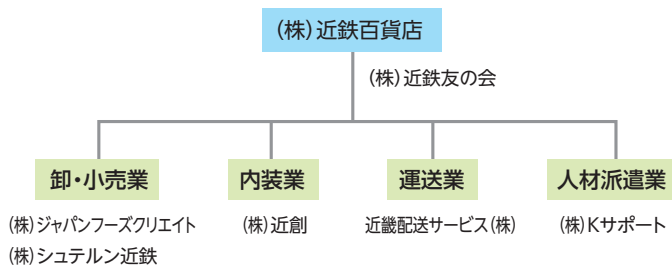 (株)近鉄百貨店
(株)近鉄友の会
卸・小売業
内装業
運送業
人材派遣業
(株)ジャパンフーズクリエイト
(株)近創
近畿配送サービス(株)
(株)Kサポート
(株)シュテルン近鉄